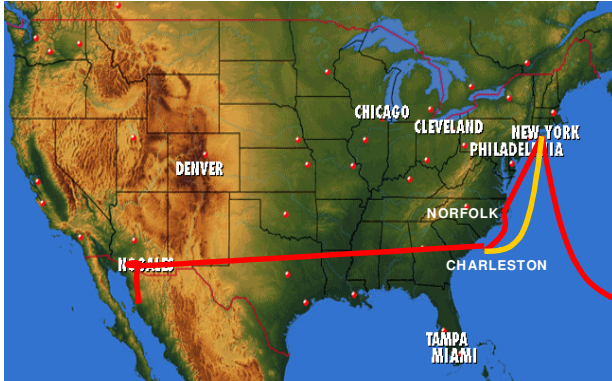 CHICAGO
CLEVELAND
NEW YORK
PHILADELPHIA
DENVER
NORFOLK
NOGALES
CHARLESTON
TAMPA
MIAMI